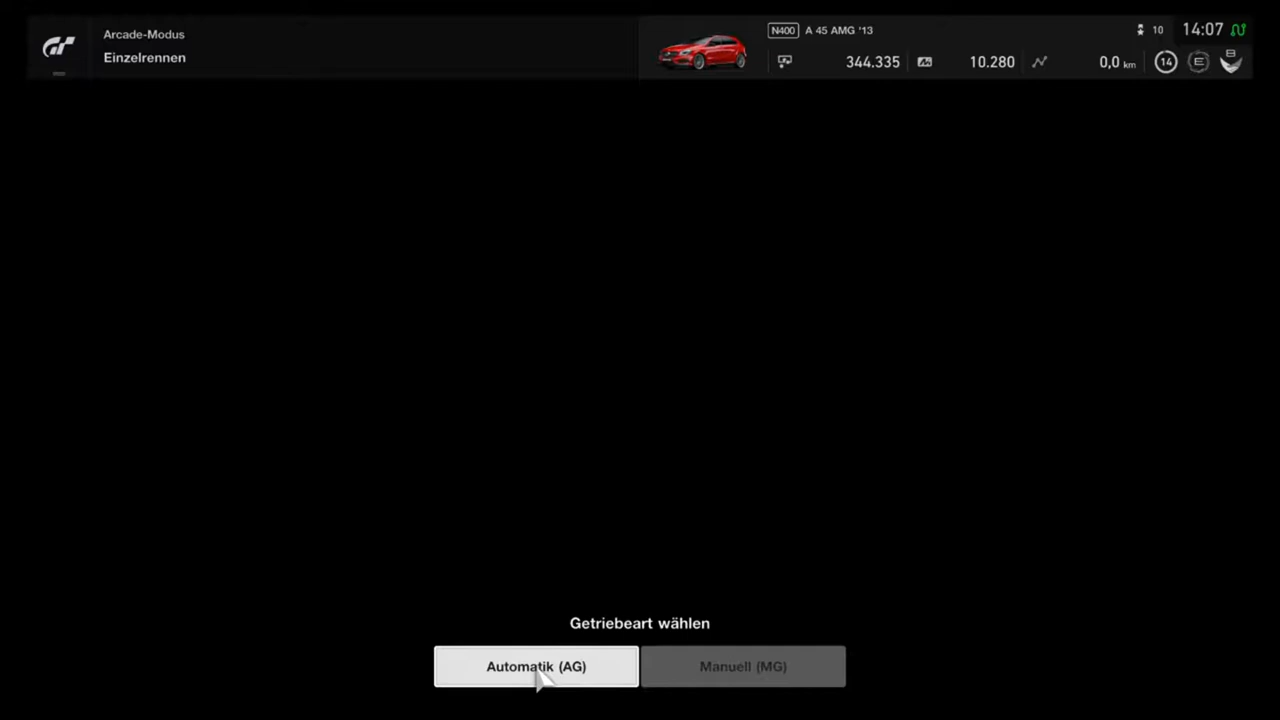 Arcade-Modus
Einzelrennen
N400 A 45 AMG '13
10
14:07
344.335
10.280
0,0 km
14
E
B
Getriebeart wählen
Automatik (AG)
Manuell (MG)